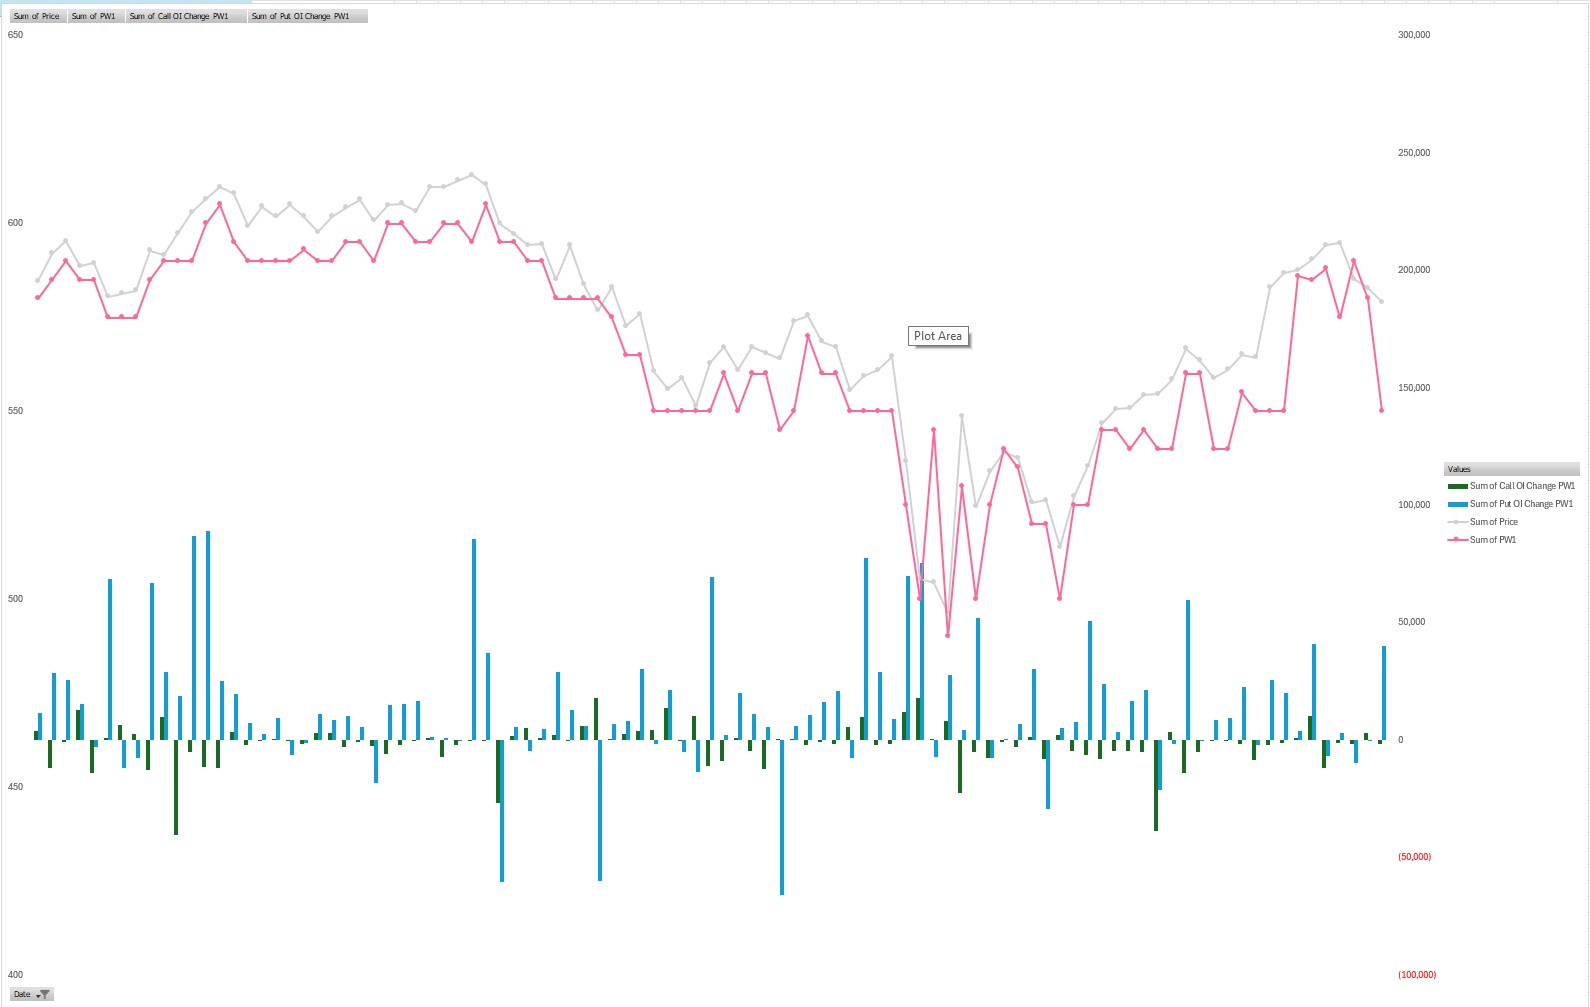 Sum of Price Sum of PW1 Sum of Call OI Change PW1 Sum of Put OI Change PW1
650 300,000
250,000
600
200,000
Plot Area
150,000
550
Values
Sum of Call OI Change PW1
100,000 Sum of Put OI Change PW1
Sum of Price
Sum of PW1
500
50,000
0
450
(50,000)
400 (100,000)
Date